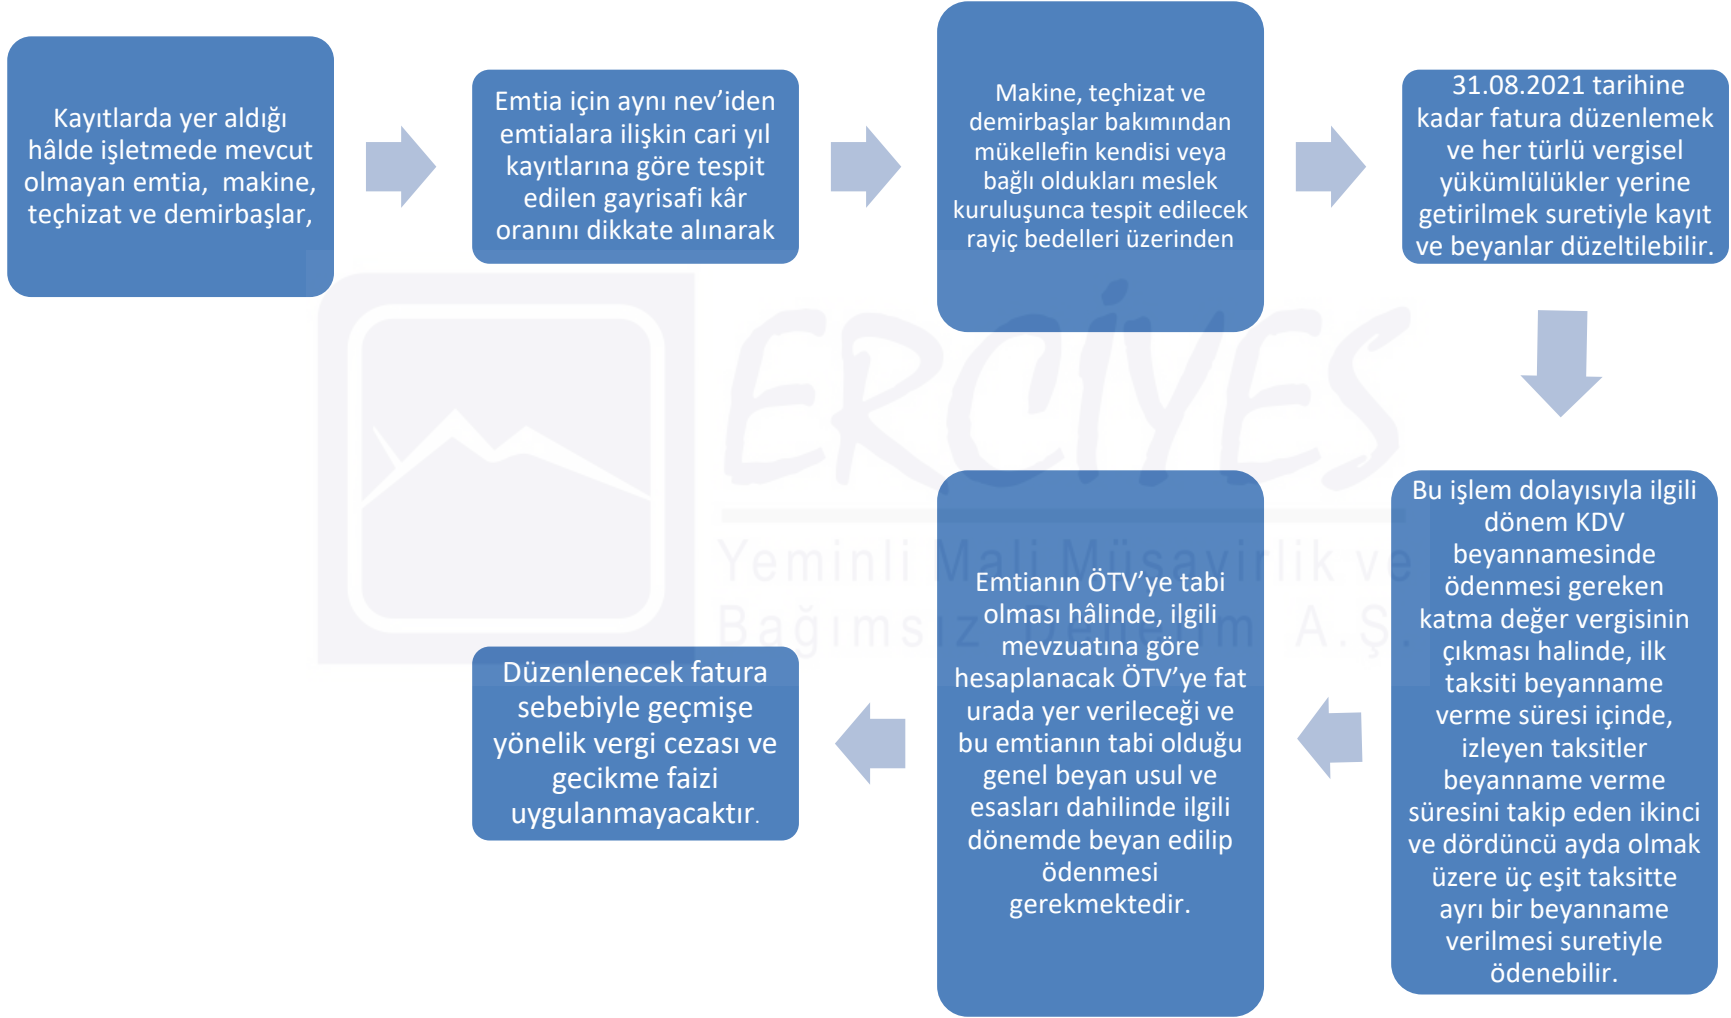 Kayıtlarda yer aldığı
hâlde işletmede mevcut
olmayan emtia,  makine,
teçhizat ve demirbaşlar,
Emtia için aynı nev’iden
emtialara ilişkin cari yıl
kayıtlarına göre tespit
edilen gayrisafi kâr
oranını dikkate alınarak
Makine, teçhizat ve
demirbaşlar bakımından
mükellefin kendisi veya
bağlı oldukları meslek
kuruluşunca tespit edilecek
rayiç bedelleri üzerinden
31.08.2021 tarihine
kadar fatura düzenlemek
ve her türlü vergisel
yükümlülükler yerine
getirilmek suretiyle kayıt
ve beyanlar düzeltilebilir.
Bu işlem dolayısıyla ilgili
dönem KDV
beyannamesinde
ödenmesi gereken
katma değer vergisinin
çıkması halinde, ilk
taksiti beyanname
verme süresi içinde,
izleyen taksitler
beyanname verme
süresini takip eden ikinci
ve dördüncü ayda olmak
üzere üç eşit taksitte
ayrı bir beyanname
verilmesi suretiyle
ödenebilir.
Emtianın ÖTV’ye tabi
olması hâlinde, ilgili
mevzuatına göre
hesaplanacak ÖTV’ye fat
urada yer verileceği ve
bu emtianın tabi olduğu
genel beyan usul ve
esasları dahilinde ilgili
dönemde beyan edilip
ödenmesi
gerekmektedir.
Düzenlenecek fatura
sebebiyle geçmişe
yönelik vergi cezası ve
gecikme faizi
uygulanmayacaktır.
ERCİYES
Yeminli Mali Müşavirlik ve
Bağımsız Denetim A.Ş.